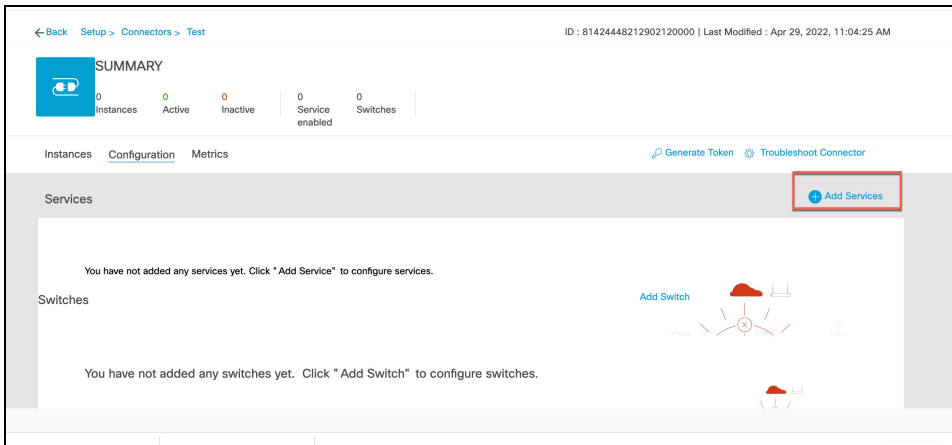 Back Setup > Connectors > Test ID : 81424448212902120000 | Last Modified : Apr 29, 2022, 11:04:25 AM
SUMMARY
0 0 0 0 0
Instances Active Inactive Service enabled Switches
Instances Configuration Metrics Generate Token Troubleshoot Connector
Services Add Services
You have not added any services yet. Click "Add Service" to configure services.
Switches Add Switch
You have not added any switches yet. Click "Add Switch" to configure switches.